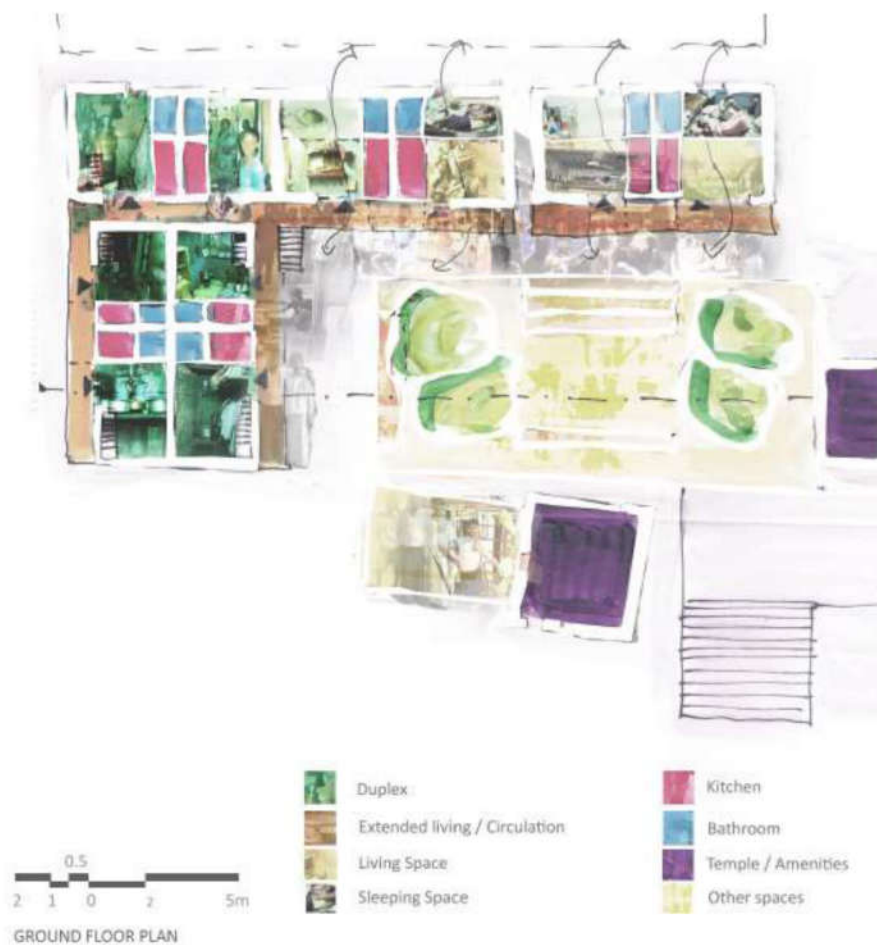 Duplex
Extended living / Circulation
Living Space
Sleeping Space
Kitchen
Bathroom
Temple / Amenities
Other spaces
0.5
2 1 0 2 5m
GROUND FLOOR PLAN